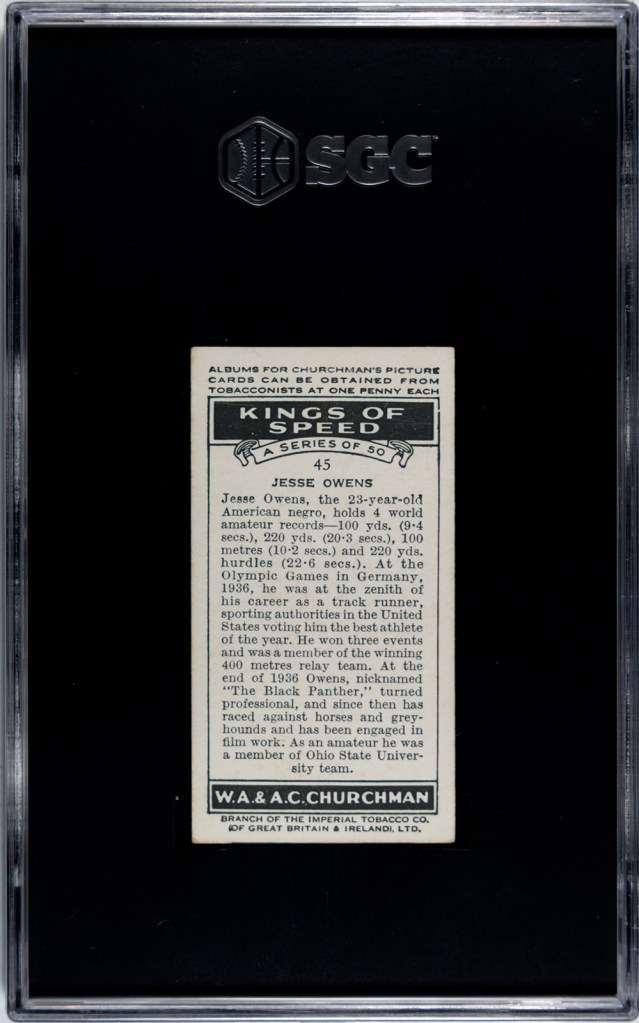 SGC
ALBUMS FOR CHURCHMAN'S PICTURE
CARDS CAN BE OBTAINED FROM
TOBACCONISTS AT ONE PENNY EACH
KINGS OF
SPEED
A SERIES OF 50
45
JESSE OWENS
Jesse Owens, the 23-year-old
American negro, holds 4 world
amateur records—100 yds. (9·4
secs.), 220 yds. (20·3 secs.), 100
metres (10·2 secs.) and 220 yds.
hurdles (22·6 secs.). At the
Olympic Games in Germany,
1936, he was at the zenith of
his career as a track runner,
sporting authorities in the United
States voting him the best athlete
of the year. He won three events
and was a member of the winning
400 metres relay team. At the
end of 1936 Owens, nicknamed
"The Black Panther," turned
professional, and since then has
raced against horses and grey-
hounds and has been engaged in
film work. As an amateur he was
a member of Ohio State Univer-
sity team.
W.A.& A.C.CHURCHMAN
BRANCH OF THE IMPERIAL TOBACCO CO.
(OF GREAT BRITAIN & IRELAND), LTD.